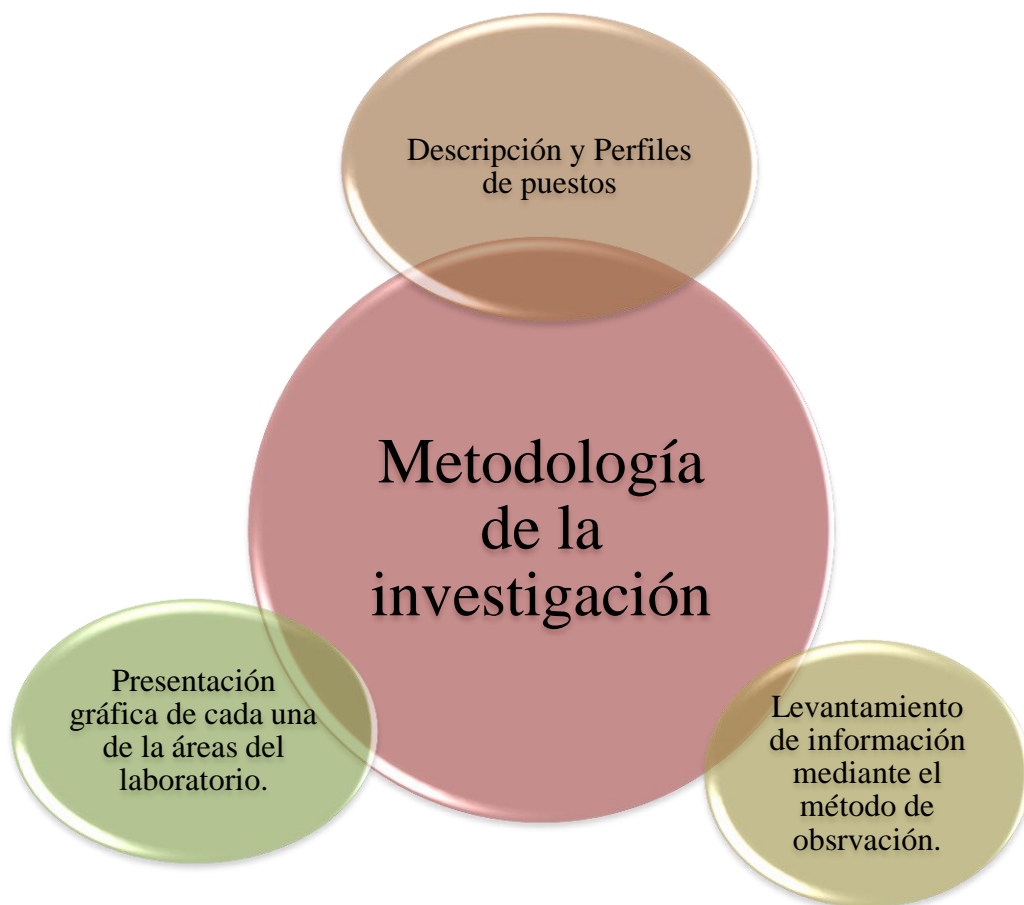 Descripción y Perfiles
de puestos
Metodología
de la
investigación
Presentación
gráfica de cada una
de la áreas del
laboratorio.
Levantamiento
de información
mediante el
método de
obsrvación.